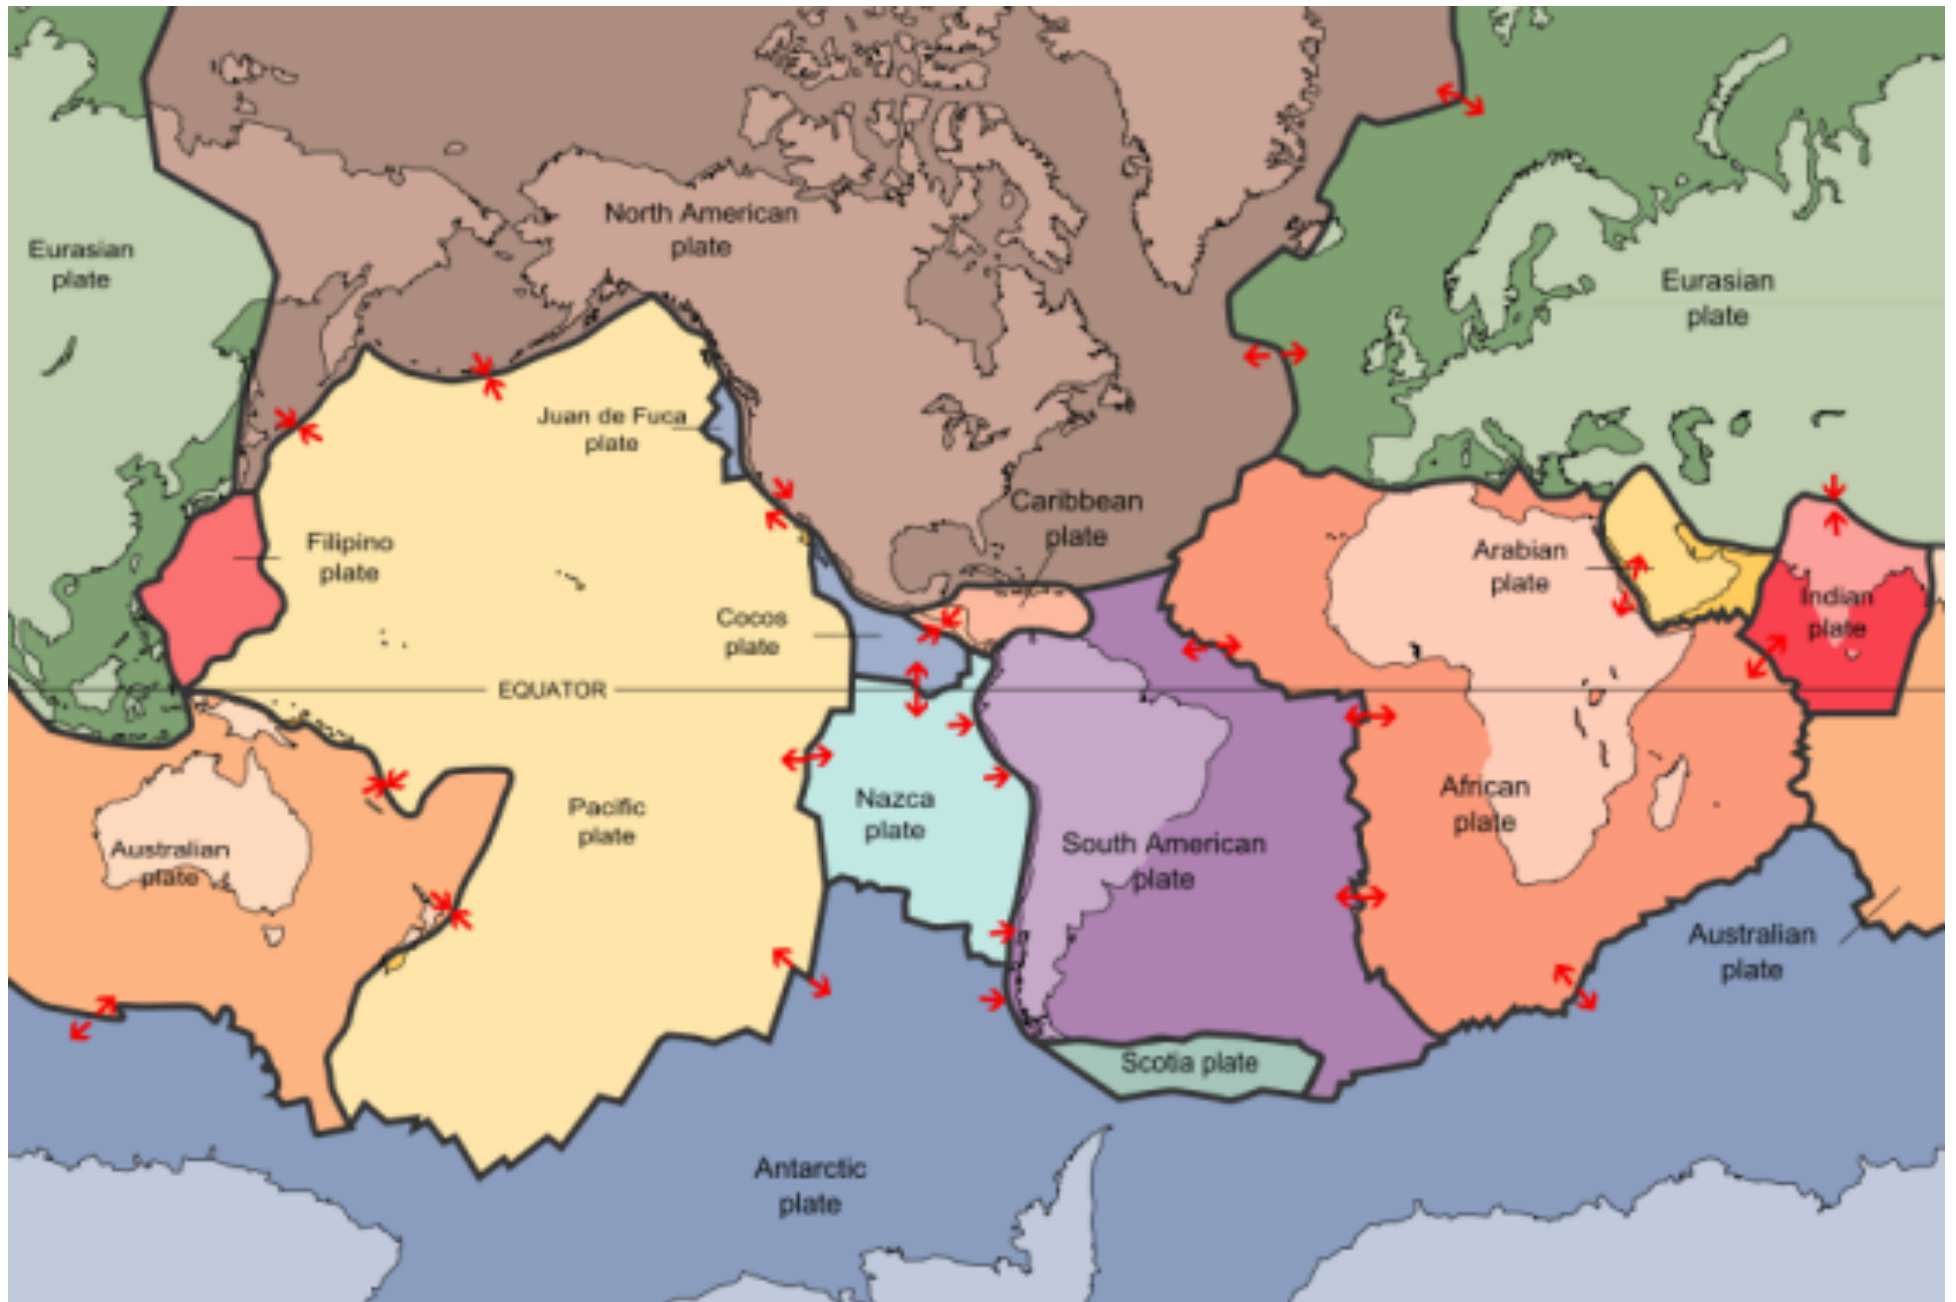 North American
plate
Eurasian
plate
Eurasian
plate
Juan de Fuca
plate
Caribbean
plate
Filipino
plate
Arabian
plate
Indian
plate
Cocos
plate
EQUATOR
Nazca
plate
Pacific
plate
African
plate
Australian
plate
South American
plate
Australian
plate
Scotia plate
Antarctic
plate